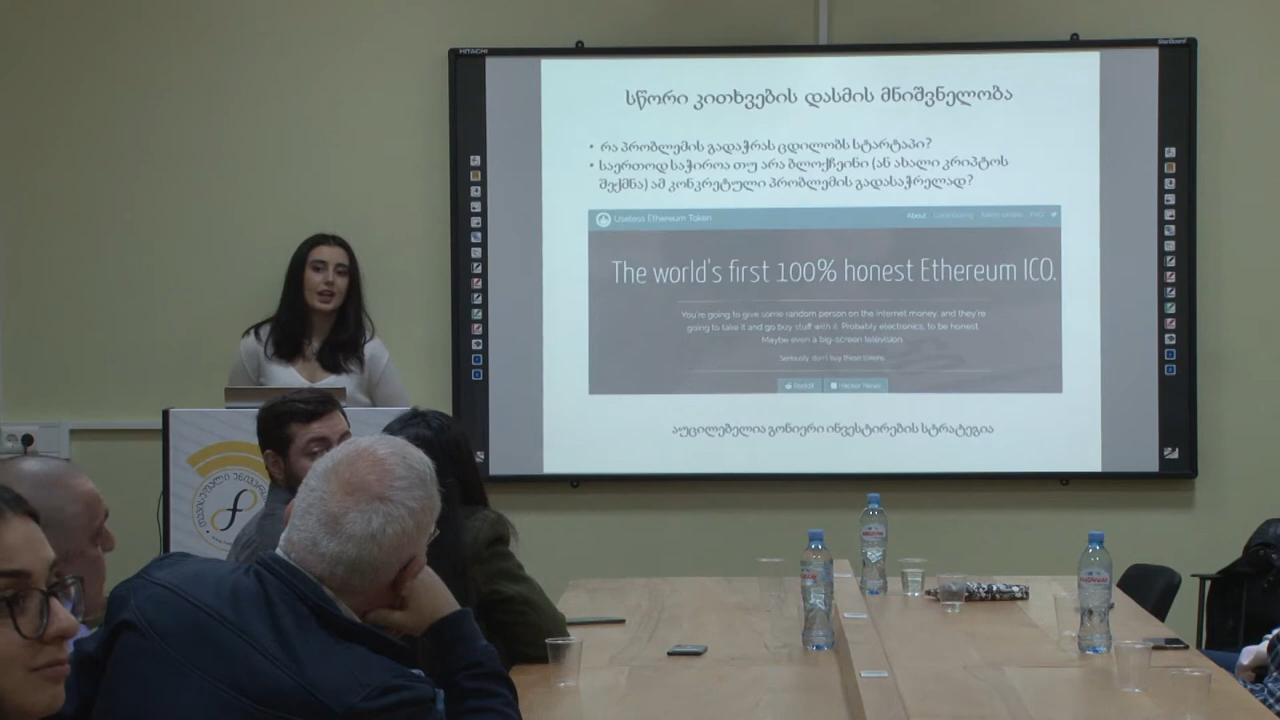 HITACHI
StarBoard
სწორი კითხვების დასმის მნიშვნელობა
• რა პრობლემის გადაჭრას ცდილობს სტარტაპი?
• საერთოდ საჭიროა თუ არა ბლოქჩეინი (ან ახალი კრიპტოს
შექმნა) ამ კონკრეტული პრობლემის გადასაჭრელად?
Useless Ethereum Token
About
FAQ
The world's first 100% honest Ethereum ICO.
You're going to give some random person on the internet money, and they're
going to take it and go buy stuff with it. Probably electronics, to be honest.
Maybe even a big-screen television.
Seriously, don't buy these tokens.
Reddit
Hacker News
აუცილებელია გონიერი ინვესტირების სტრატეგია
თავისუფალი